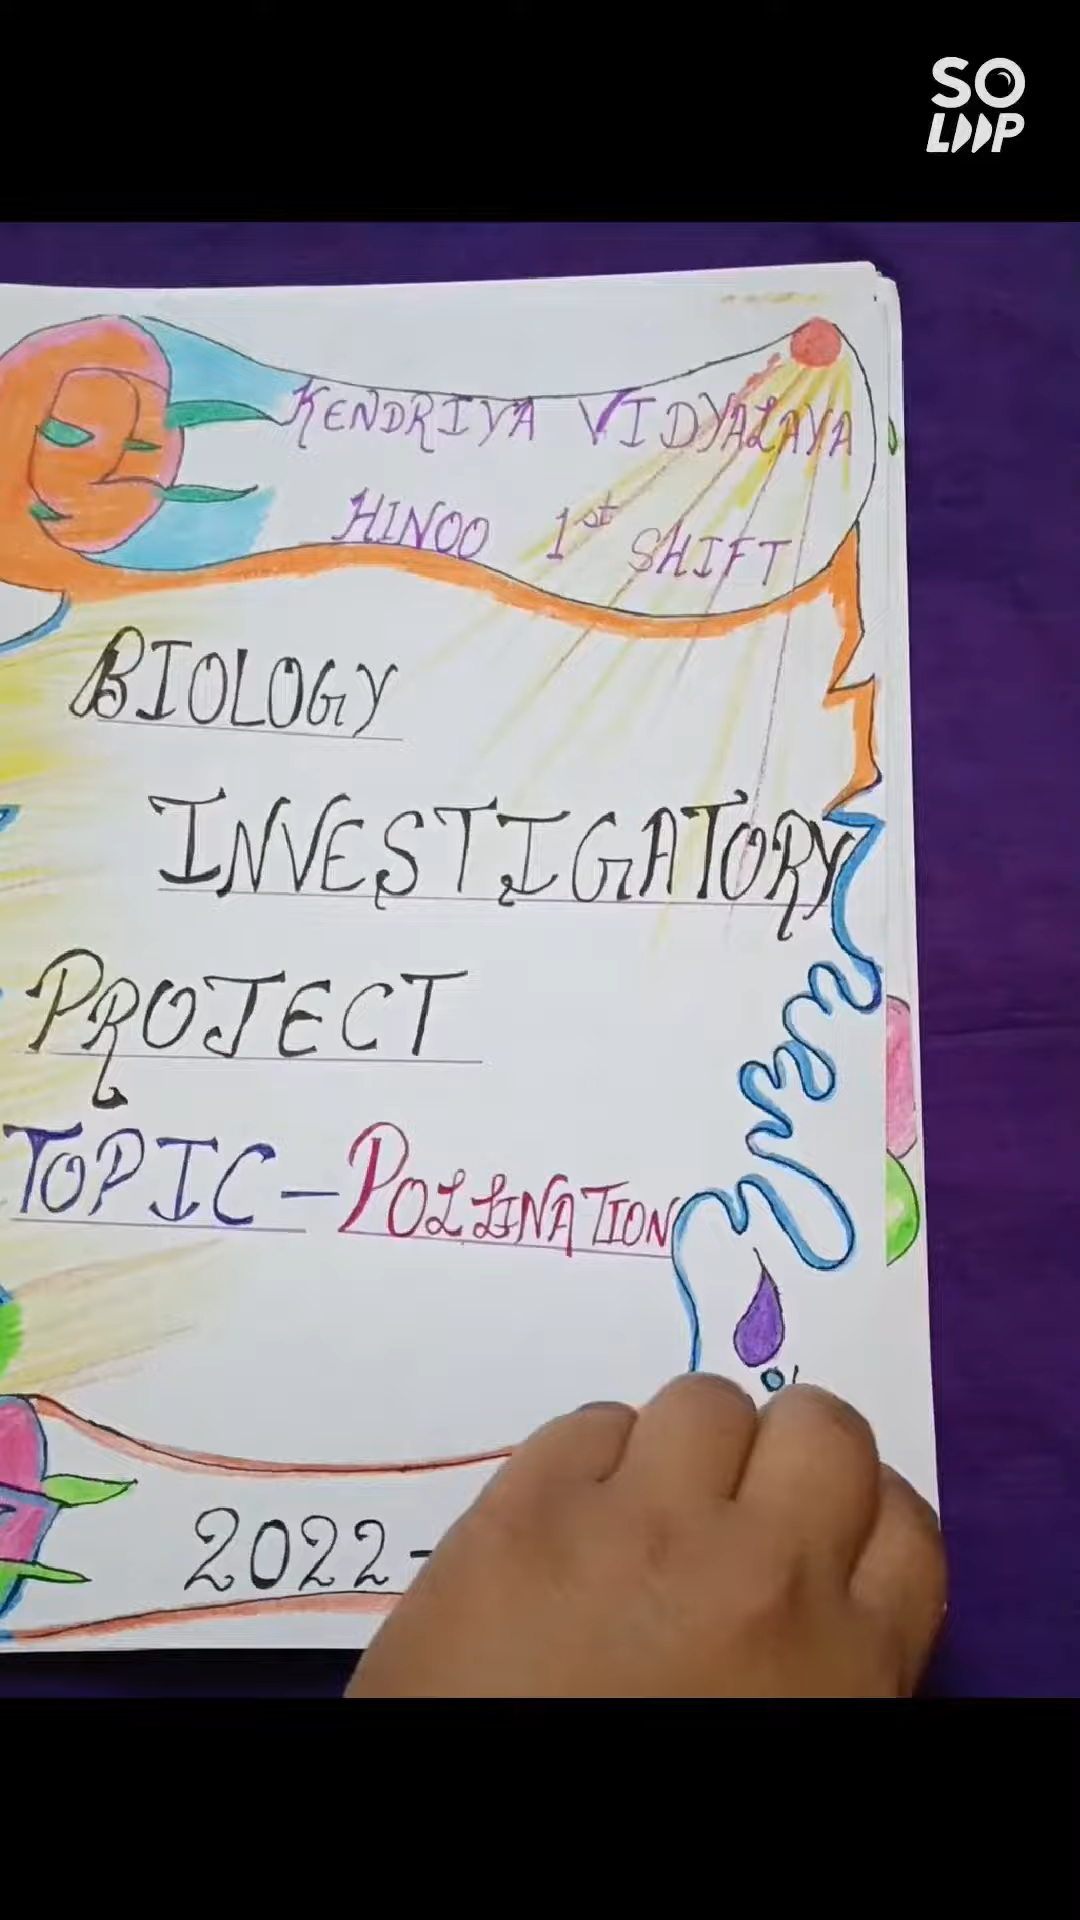 SO
LOOP
KENDRIYA VIDYALAYA
HINOO 1st SHIFT
BIOLOGY
INVESTIGATORY
PROJECT
TOPIC-POLLINATION
2022-